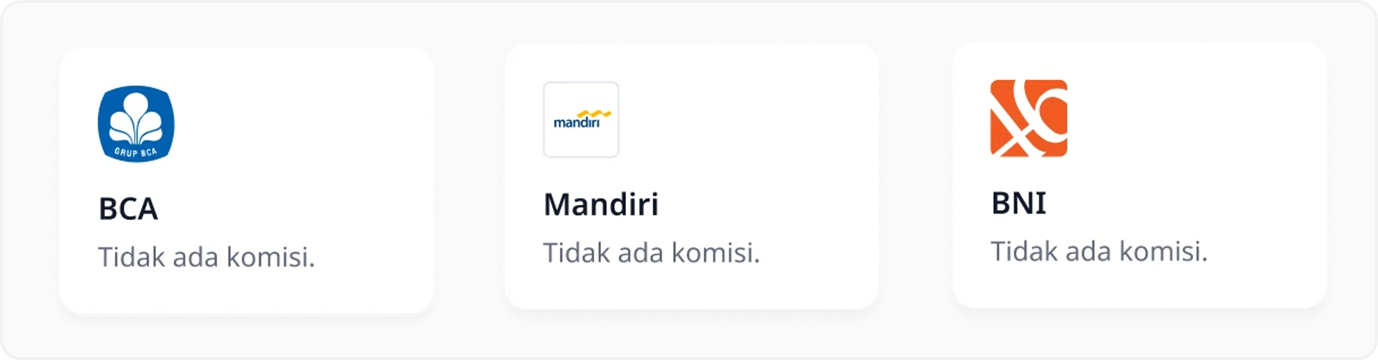 GRUP BCA
BCA
Tidak ada komisi.
mandiri
Mandiri
Tidak ada komisi.
BNI
Tidak ada komisi.